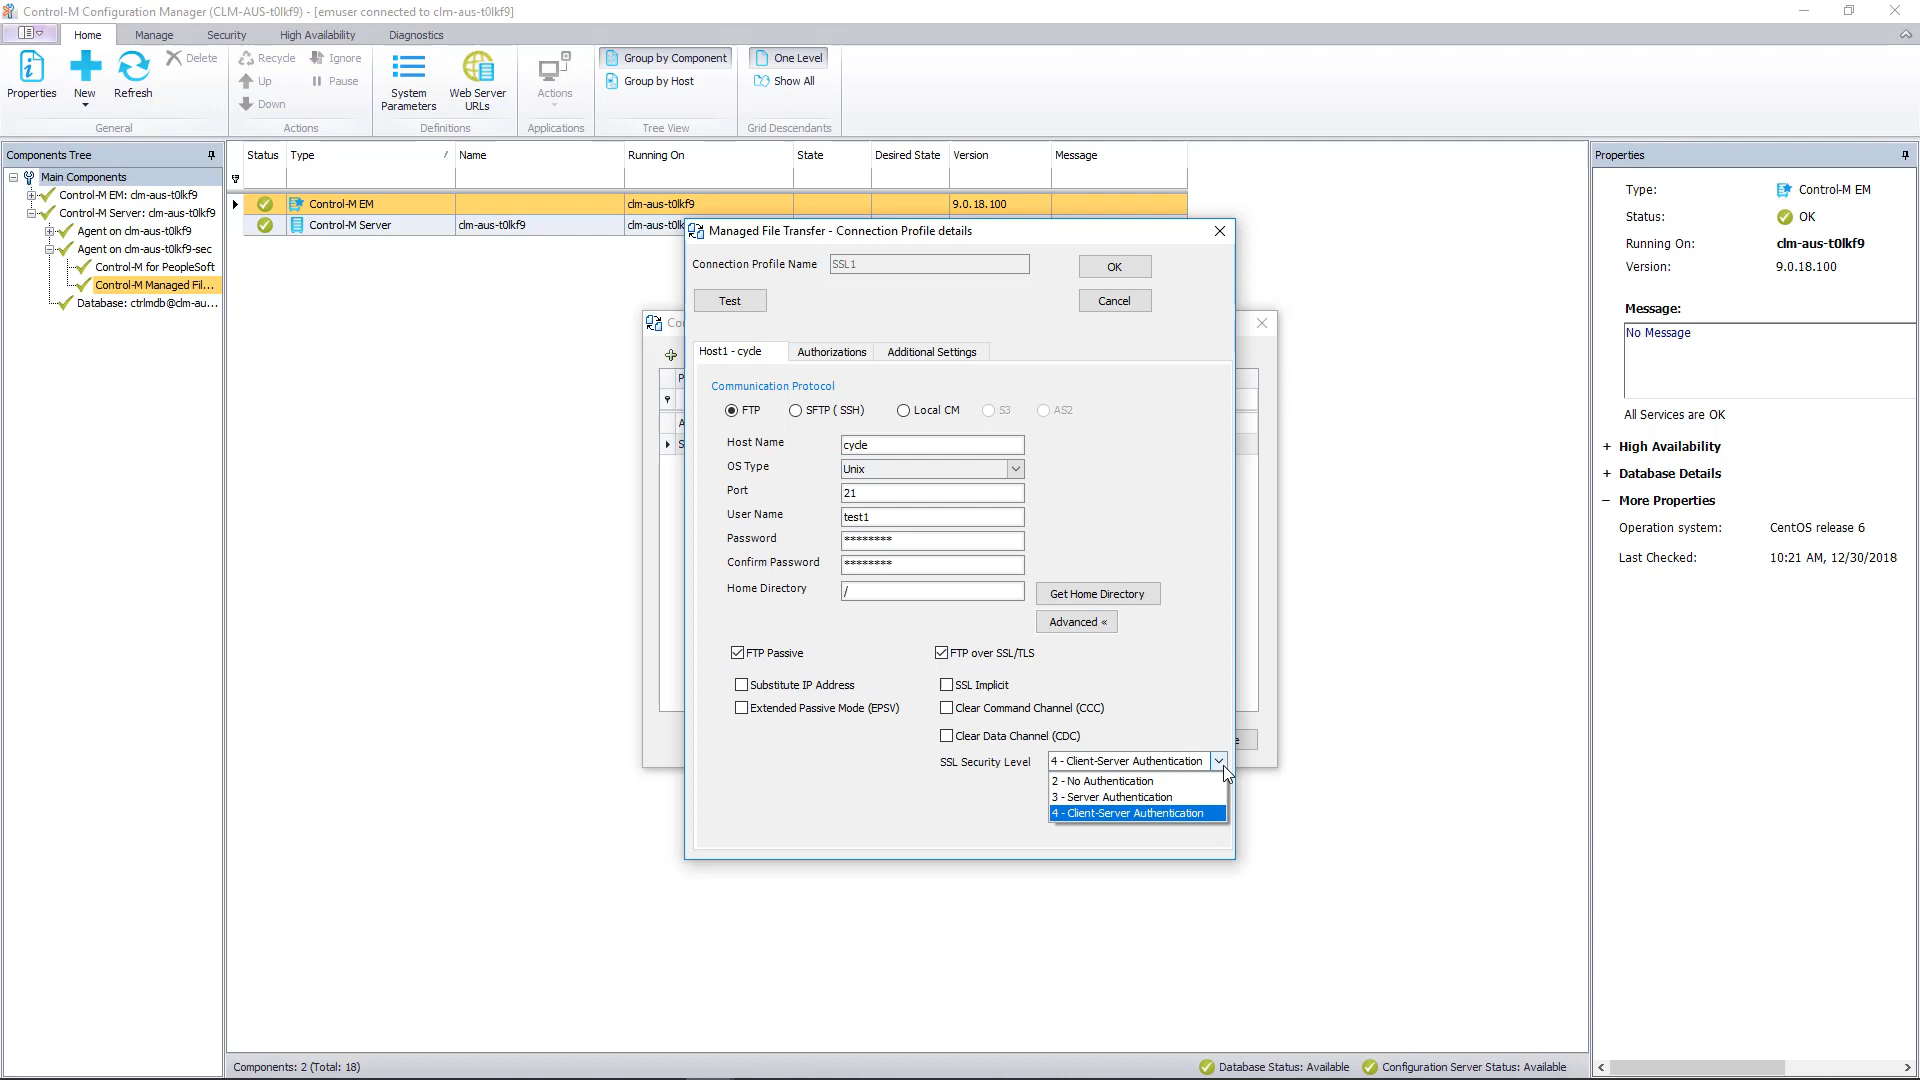 Control-M Configuration Manager (CLM-AUS-t0lkf9) - [emuser connected to clm-aus-t0lkf9]
Home Manage Security High Availability Diagnostics
Properties New Refresh Delete
General
Recycle Ignore
Up Pause
Down
Actions
System Parameters Web Server URLs
Definitions
Actions
Applications
Group by Component
Group by Host
Tree View
One Level
Show All
Grid Descendants
Components Tree
Main Components
Control-M EM: clm-aus-t0lkf9
Control-M Server: clm-aus-t0lkf9
Agent on clm-aus-t0lkf9
Agent on clm-aus-t0lkf9-sec
Control-M for PeopleSoft
Control-M Managed Fil...
Database: ctrlmdb@clm-au...
Status Type / Name Running On State Desired State Version Message
Control-M EM clm-aus-t0lkf9 9.0.18.100
Control-M Server clm-aus-t0lkf9 clm-aus-t0lk
Managed File Transfer - Connection Profile details
Connection Profile Name SSL1 OK
Test Cancel
Host1 - cycle Authorizations Additional Settings
Communication Protocol
FTP SFTP ( SSH) Local CM S3 AS2
Host Name cycle
OS Type Unix
Port 21
User Name test1
Password ********
Confirm Password ********
Home Directory / Get Home Directory
Advanced «
FTP Passive FTP over SSL/TLS
Substitute IP Address SSL Implicit
Extended Passive Mode (EPSV) Clear Command Channel (CCC)
Clear Data Channel (CDC)
SSL Security Level 4 - Client-Server Authentication
2 - No Authentication
3 - Server Authentication
4 - Client-Server Authentication
Properties
Type: Control-M EM
Status: OK
Running On: clm-aus-t0lkf9
Version: 9.0.18.100
Message:
No Message
All Services are OK
+ High Availability
+ Database Details
− More Properties
Operation system: CentOS release 6
Last Checked: 10:21 AM, 12/30/2018
Components: 2 (Total: 18) Database Status: Available Configuration Server Status: Available